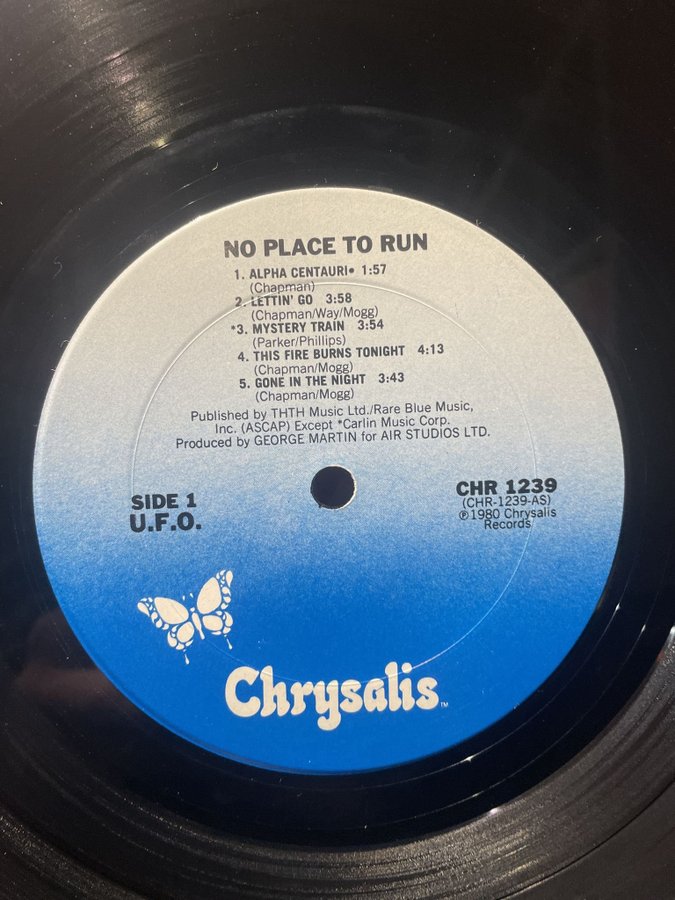 NO PLACE TO RUN
1. ALPHA CENTAURI• 1:57
(Chapman)
2. LETTIN' GO 3:58
(Chapman/Way/Mogg)
*3. MYSTERY TRAIN 3:54
(Parker/Phillips)
4. THIS FIRE BURNS TONIGHT 4:13
(Chapman/Mogg)
5. GONE IN THE NIGHT 3:43
(Chapman/Mogg)
Published by THTH Music Ltd./Rare Blue Music,
Inc. (ASCAP) Except *Carlin Music Corp.
Produced by GEORGE MARTIN for AIR STUDIOS LTD.
SIDE 1
U.F.O.
CHR 1239
(CHR-1239-AS)
℗1980 Chrysalis
Records
Chrysalis™